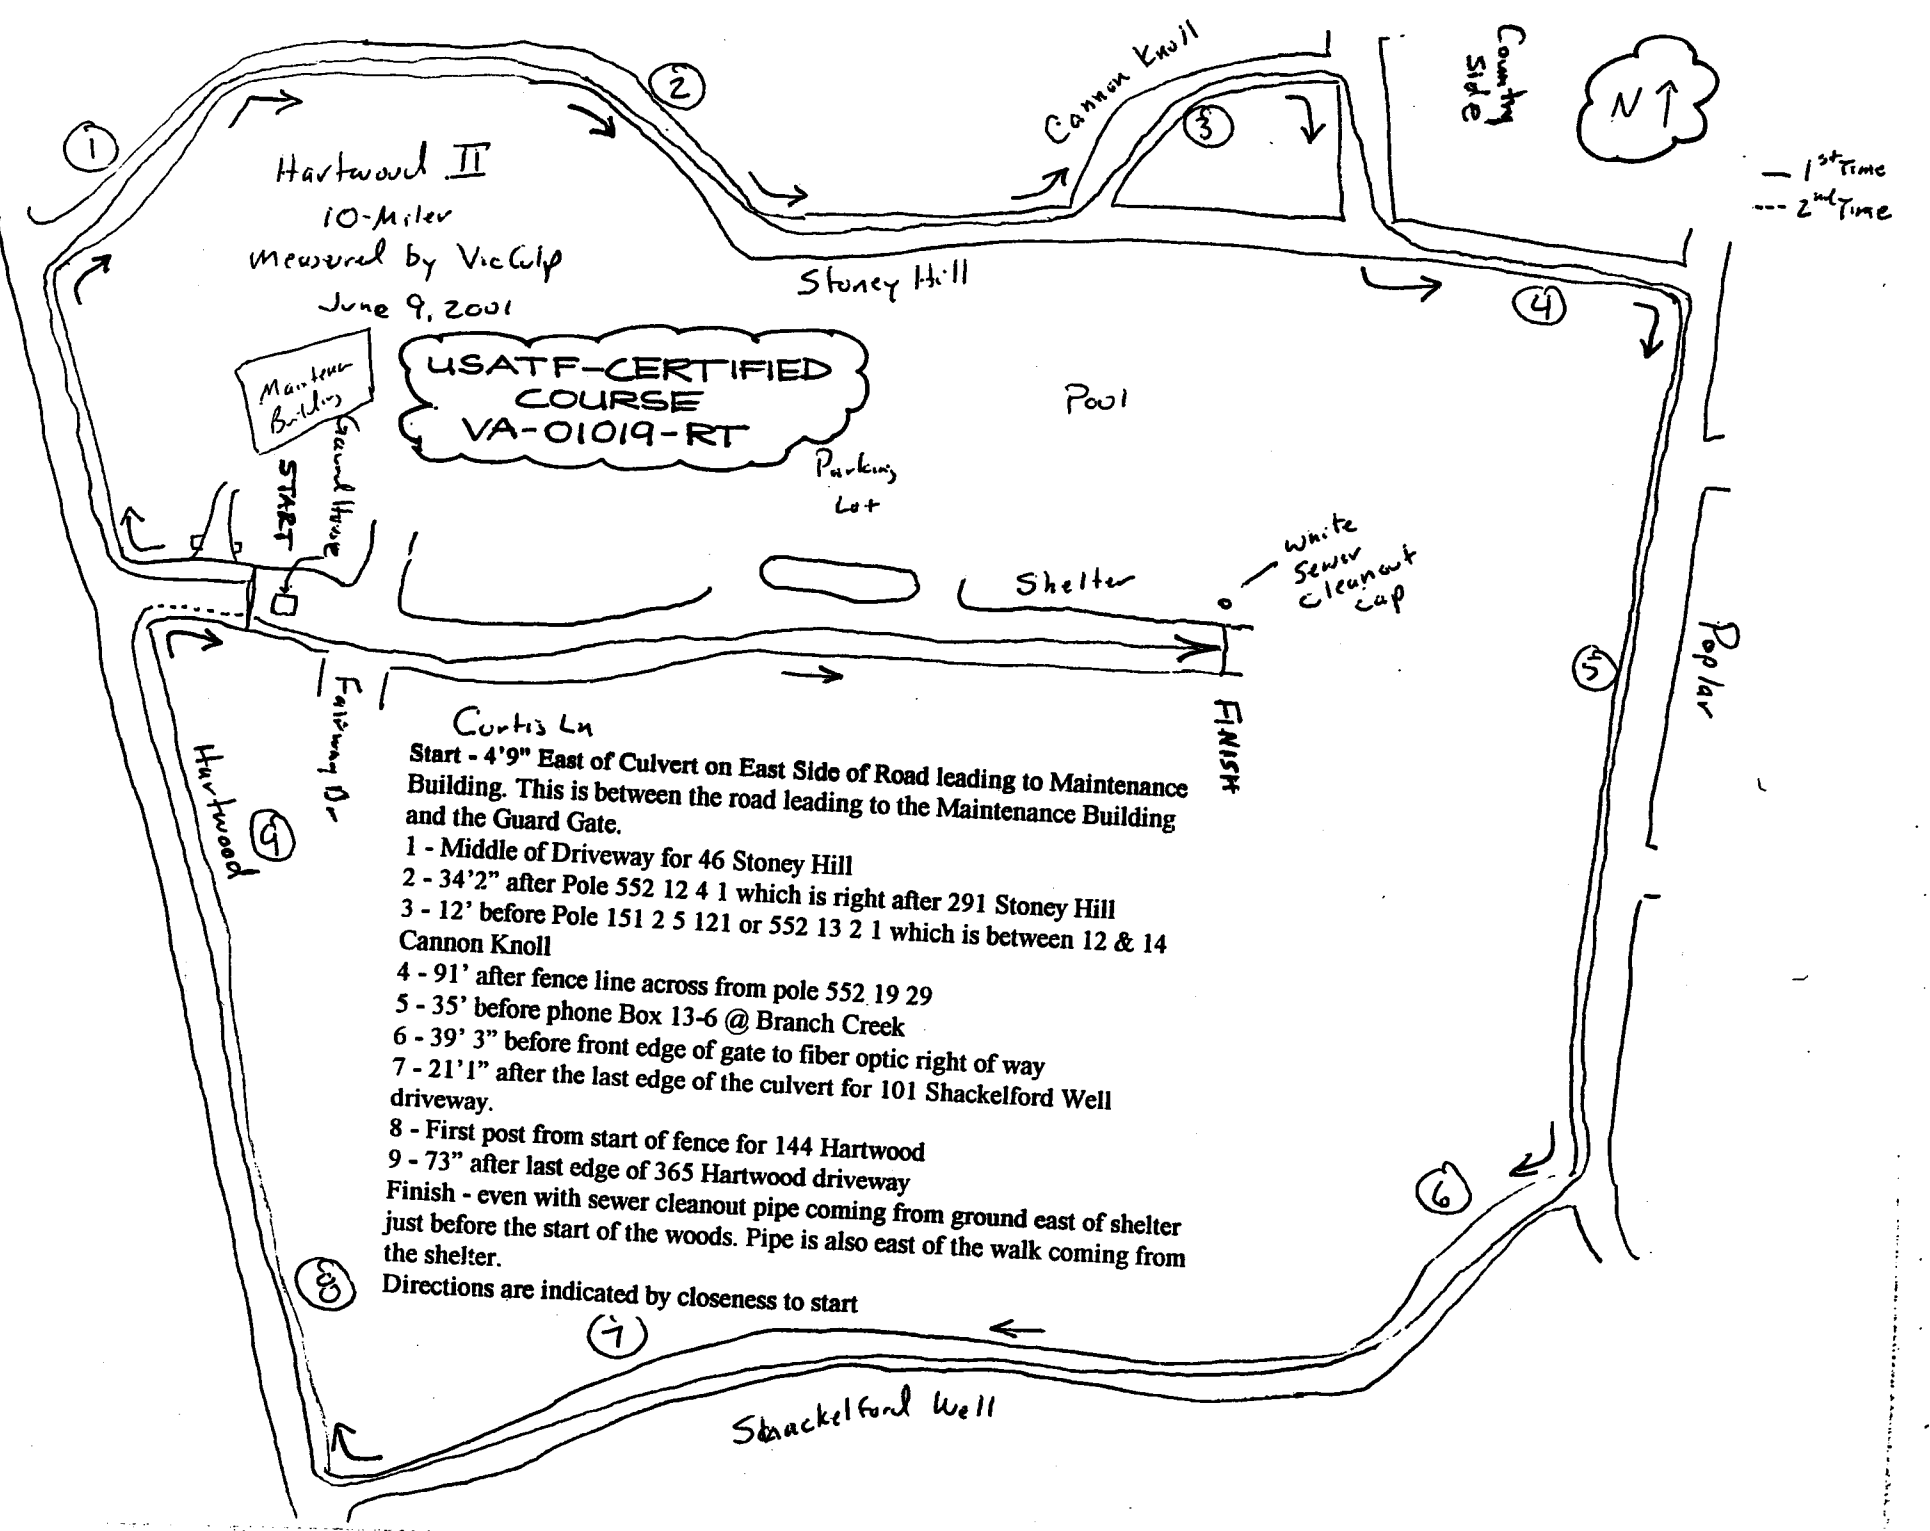 Cannon Knoll
Country
Side
N
1
2
3
Hartwood II
10-Miler
measured by Vic Culp
June 9, 2001
1st Time
--- 2nd Time
Stoney Hill
4
USATF-CERTIFIED
COURSE
VA-01019-RT
Building
Pool
Parking
Lot
START
Guard House
Shelter
white
sewer
cleanout
cap
5
Poplar
Fairway Dr
Curtis Ln
FINISH
Hartwood
9
Start - 4'9" East of Culvert on East Side of Road leading to Maintenance
Building. This is between the road leading to the Maintenance Building
and the Guard Gate.
1 - Middle of Driveway for 46 Stoney Hill
2 - 34'2” after Pole 552 12 4 1 which is right after 291 Stoney Hill
3 - 12’ before Pole 151 2 5 121 or 552 13 2 1 which is between 12 & 14
Cannon Knoll
4 - 91’ after fence line across from pole 552 19 29
5 - 35’ before phone Box 13-6 @ Branch Creek
6 - 39’ 3” before front edge of gate to fiber optic right of way
7 - 21’1” after the last edge of the culvert for 101 Shackelford Well
driveway.
8 - First post from start of fence for 144 Hartwood
9 - 73” after last edge of 365 Hartwood driveway
Finish - even with sewer cleanout pipe coming from ground east of shelter
just before the start of the woods. Pipe is also east of the walk coming from
the shelter.
Directions are indicated by closeness to start
6
8
7
Shackelford Well